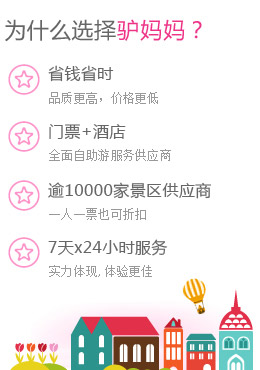 为什么选择驴妈妈？
省钱省时
品质更高，价格更低
门票+酒店
全面自助游服务供应商
逾10000家景区供应商
一人一票也可折扣
7天x24小时服务
实力体现, 体验更佳